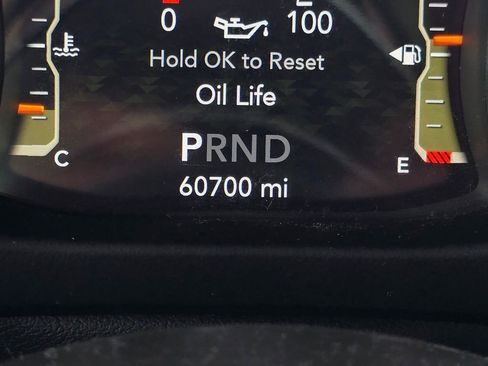 0 100
Hold OK to Reset
Oil Life
PRND
C E
60700 mi